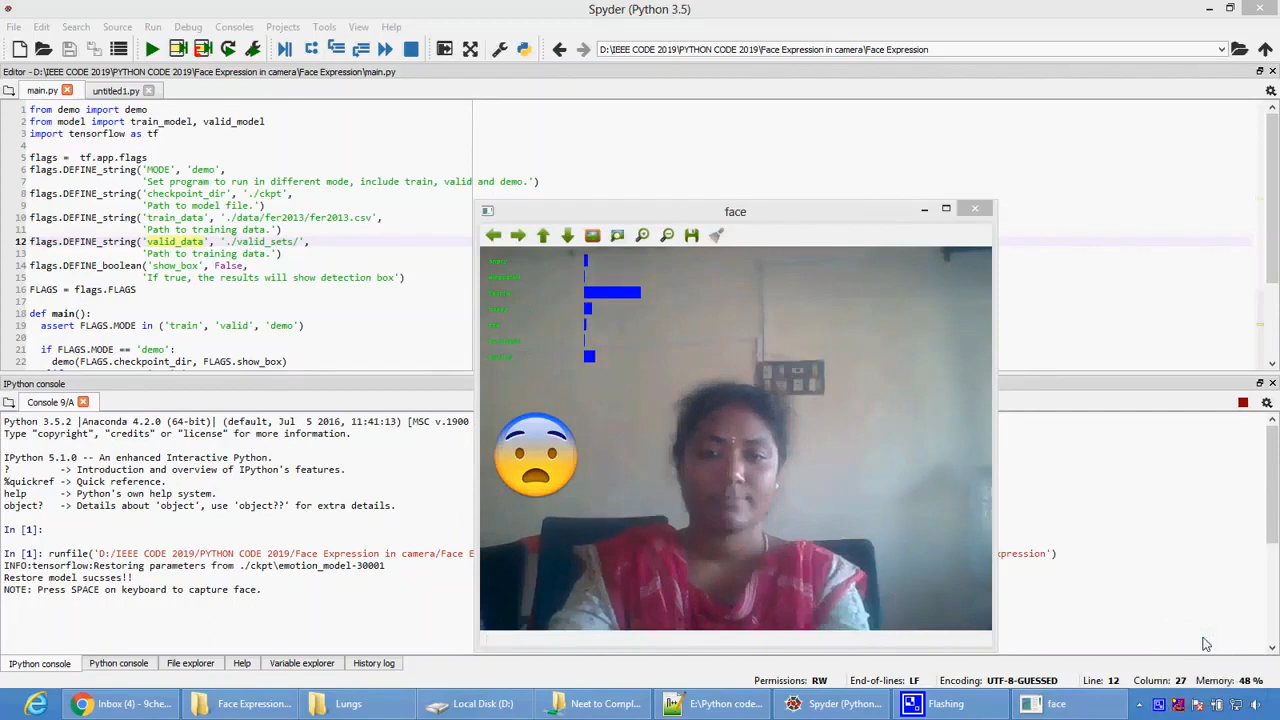 Spyder (Python 3.5)
File Edit Search Source Run Debug Consoles Projects Tools View Help
D:\IEEE CODE 2019\PYTHON CODE 2019\Face Expression in camera\Face Expression
Editor - D:\IEEE CODE 2019\PYTHON CODE 2019\Face Expression in camera\Face Expression\main.py
main.py untitled1.py
1 from demo import demo
2 from model import train_model, valid_model
3 import tensorflow as tf
4
5 flags =  tf.app.flags
6 flags.DEFINE_string('MODE', 'demo',
7 'Set program to run in different mode, include train, valid and demo.')
8 flags.DEFINE_string('checkpoint_dir', './ckpt',
9 'Path to model file.')
10 flags.DEFINE_string('train_data', './data/fer2013/fer2013.csv',
11 'Path to training data.')
12 flags.DEFINE_string('valid_data', './valid_sets/',
13 'Path to training data.')
14 flags.DEFINE_boolean('show_box', False,
15 'If true, the results will show detection box')
16 FLAGS = flags.FLAGS
17
18 def main():
19 assert FLAGS.MODE in ('train', 'valid', 'demo')
20
21 if FLAGS.MODE == 'demo':
22 demo(FLAGS.checkpoint_dir, FLAGS.show_box)
face
IPython console
Console 9/A
Python 3.5.2 |Anaconda 4.2.0 (64-bit)| (default, Jul  5 2016, 11:41:13) [MSC v.1900
Type "copyright", "credits" or "license" for more information.
IPython 5.1.0 -- An enhanced Interactive Python.
? -> Introduction and overview of IPython's features.
%quickref -> Quick reference.
help -> Python's own help system.
object? -> Details about 'object', use 'object??' for extra details.
In [1]:
In [1]: runfile('D:/IEEE CODE 2019/PYTHON CODE 2019/Face Expression in camera/Face E xpression')
INFO:tensorflow:Restoring parameters from ./ckpt\emotion_model-30001
Restore model sucsses!!
NOTE: Press SPACE on keyboard to capture face.
IPython console Python console File explorer Help Variable explorer History log
Permissions: RW End-of-lines: LF Encoding: UTF-8-GUESSED Line: 12 Column: 27 Memory: 48 %
Inbox (4) - 9che... Face Expression... Lungs Local Disk (D:) Neet to Compl... E:\Python code... Spyder (Python... Flashing face